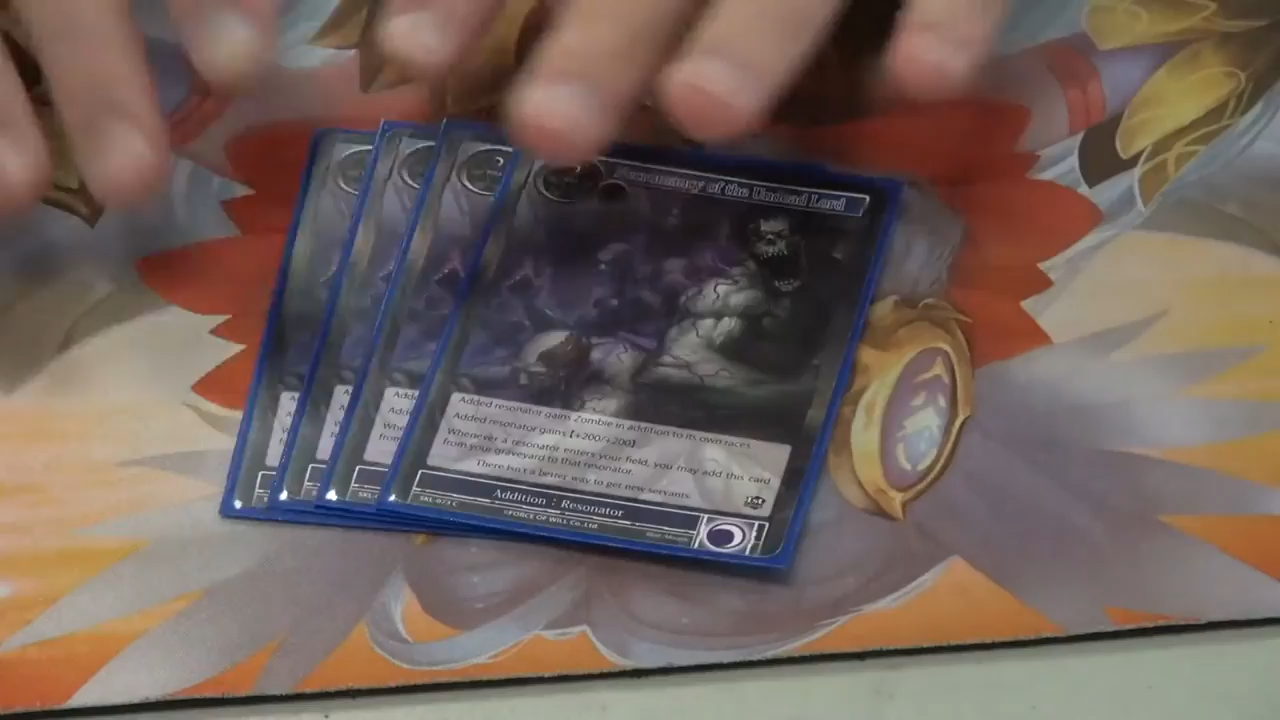 Necromancy of the Undead Lord
Added resonator gains Zombie in addition to its own races.
Added resonator gains [+200/+200].
Whenever a resonator enters your field, you may add this card
from your graveyard to that resonator.
There isn't a better way to get new servants.
Addition : Resonator
SKL-073 C
©FORCE OF WILL Co.,Ltd.